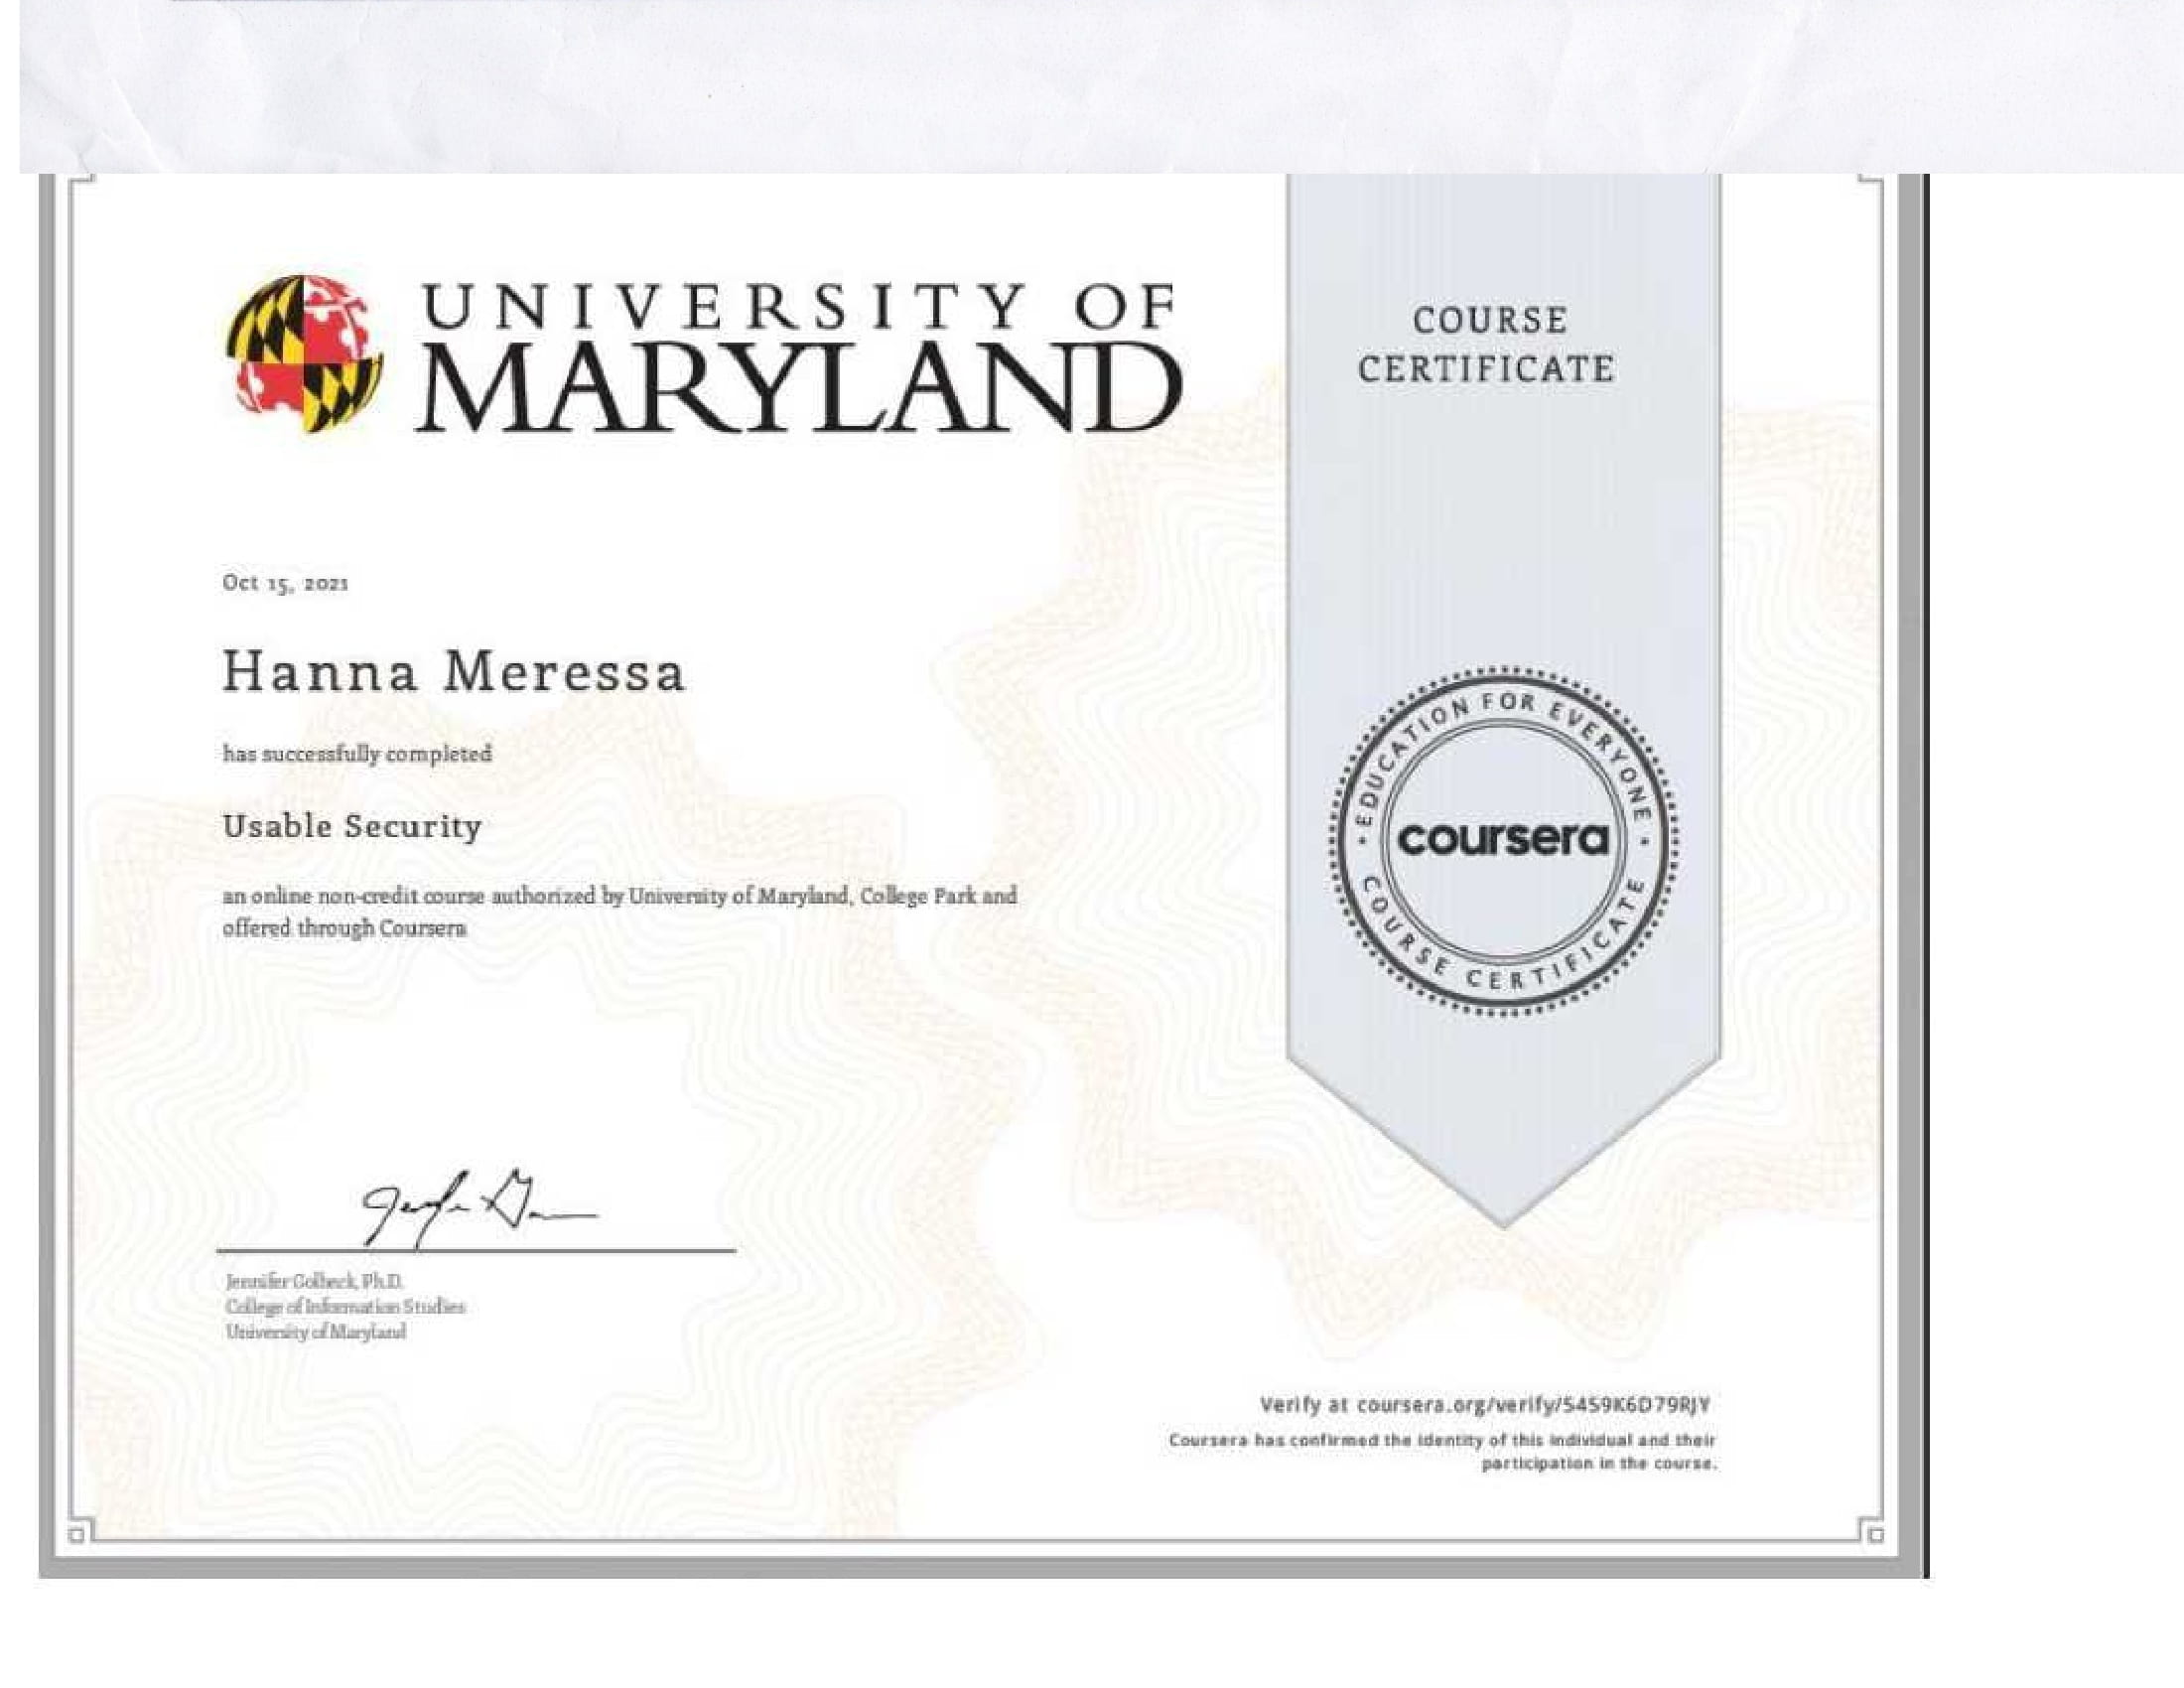 UNIVERSITY OF
MARYLAND
COURSE
CERTIFICATE
Oct 15, 2021
Hanna Meressa
has successfully completed
Usable Security
an online non-credit course authorized by University of Maryland, College Park and
offered through Coursera
EDUCATION FOR EVERYONE
coursera
COURSE CERTIFICATE
Jennifer Golbeck, Ph.D.
College of Information Studies
University of Maryland
Verify at coursera.org/verify/5459K6D79RJY
Coursera has confirmed the identity of this individual and their
participation in the course.